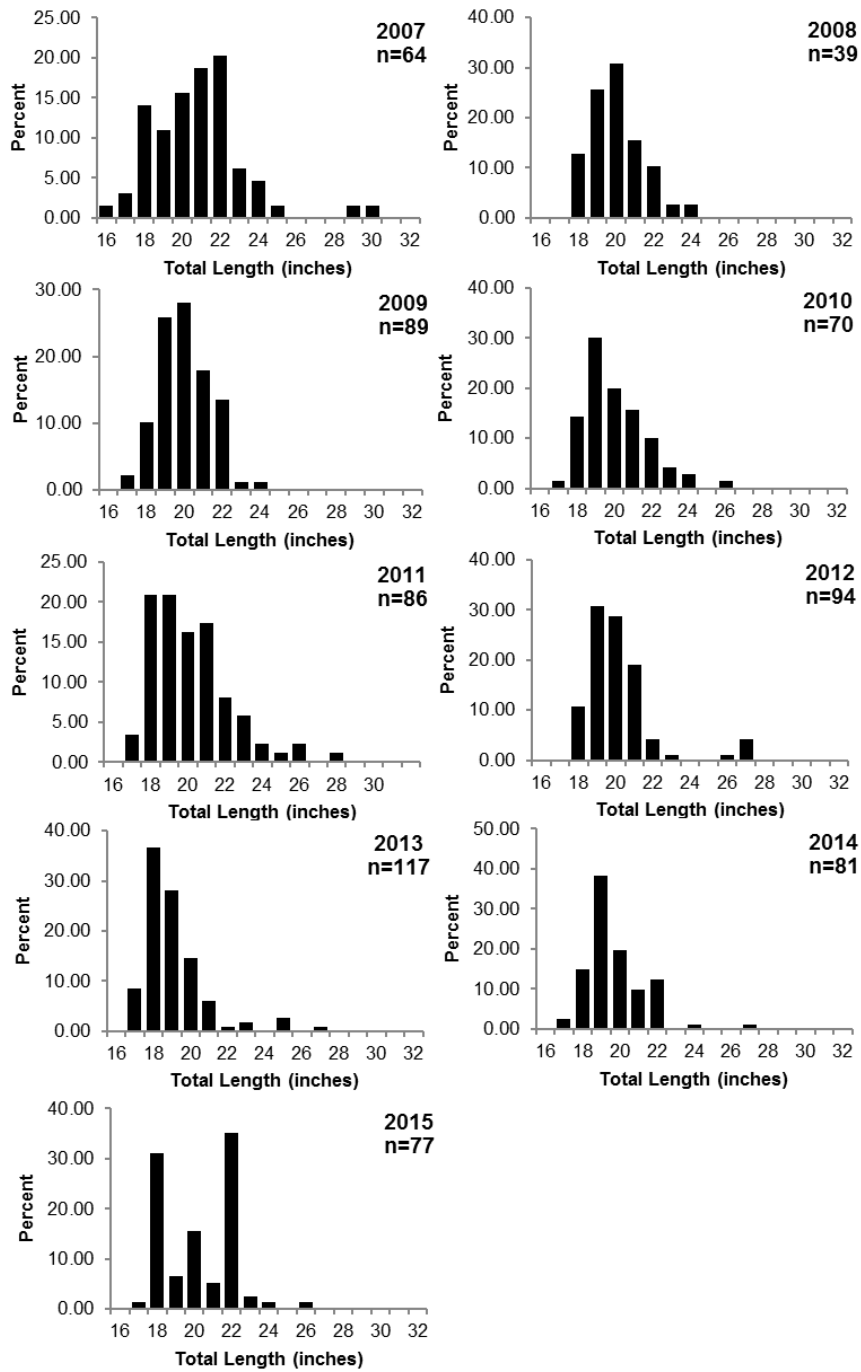 2007
n=64
25.00
20.00
15.00
10.00
5.00
0.00
Percent
16 18 20 22 24 26 28 30 32
Total Length (inches)
2008
n=39
40.00
30.00
20.00
10.00
0.00
Percent
16 18 20 22 24 26 28 30 32
Total Length (inches)
2009
n=89
30.00
20.00
10.00
0.00
Percent
16 18 20 22 24 26 28 30 32
Total Length (inches)
2010
n=70
40.00
30.00
20.00
10.00
0.00
Percent
16 18 20 22 24 26 28 30 32
Total Length (inches)
2011
n=86
25.00
20.00
15.00
10.00
5.00
0.00
Percent
16 18 20 22 24 26 28 30
Total Length (inches)
2012
n=94
40.00
30.00
20.00
10.00
0.00
Percent
16 18 20 22 24 26 28 30 32
Total Length (inches)
2013
n=117
40.00
30.00
20.00
10.00
0.00
Percent
16 18 20 22 24 26 28 30 32
Total Length (inches)
2014
n=81
50.00
40.00
30.00
20.00
10.00
0.00
Percent
16 18 20 22 24 26 28 30 32
Total Length (inches)
2015
n=77
40.00
30.00
20.00
10.00
0.00
Percent
16 18 20 22 24 26 28 30 32
Total Length (inches)